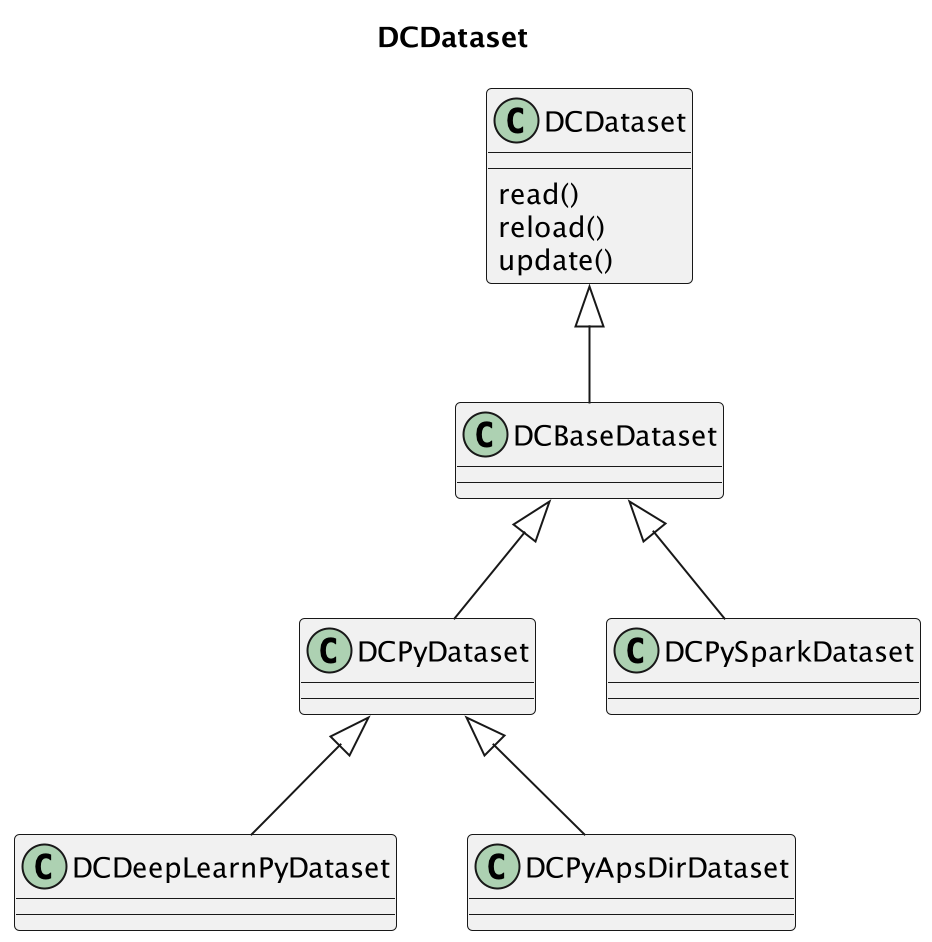 DCDataset
C DCDataset
read()
reload()
update()
C DCBaseDataset
C DCPyDataset
C DCPySparkDataset
C DCDeepLearnPyDataset
C DCPyApsDirDataset